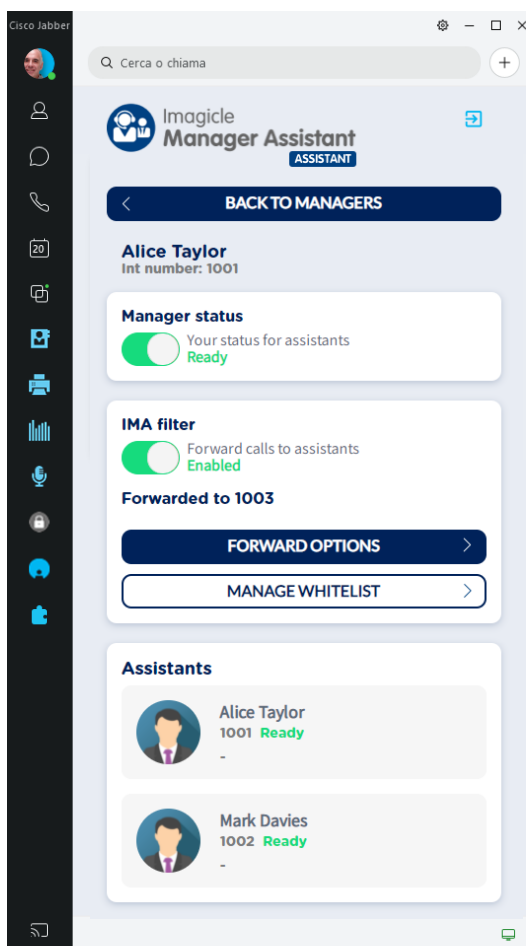 Cisco Jabber
Cerca o chiama
Imagicle
Manager Assistant
ASSISTANT
BACK TO MANAGERS
20
Alice Taylor
Int number: 1001
Manager status
Your status for assistants
Ready
IMA filter
Forward calls to assistants
Enabled
Forwarded to 1003
FORWARD OPTIONS
MANAGE WHITELIST
Assistants
Alice Taylor
1001 Ready
-
Mark Davies
1002 Ready
-